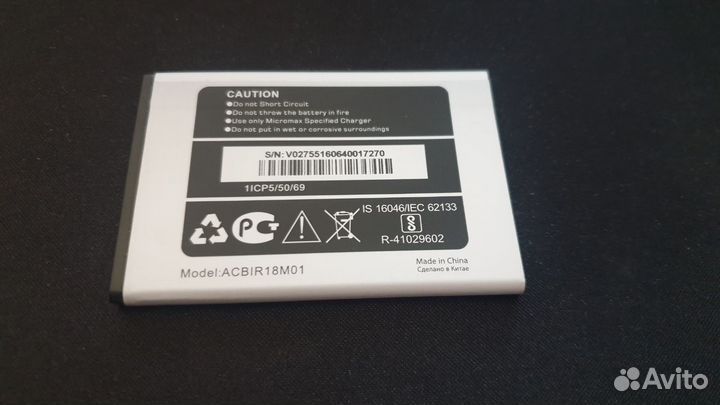 CAUTION
Do not Short Circuit
Do not throw the battery in fire
Use only Micromax Specified Charger
Do not put in wet or corrosive surroundings
S/N: V02755160640017270
1ICP5/50/69
IS 16046/IEC 62133
R-41029602
Model:ACBIR18M01
Made in China
Сделано в Китае
Avito